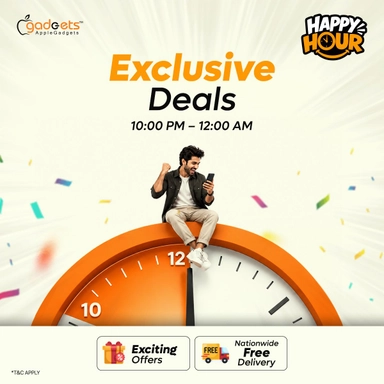 gadgets
AppleGadgets
HAPPY
HOUR
Exclusive
Deals
10:00 PM – 12:00 AM
12
10
Exciting
Offers
FREE
Nationwide
Free
Delivery
*T&C APPLY